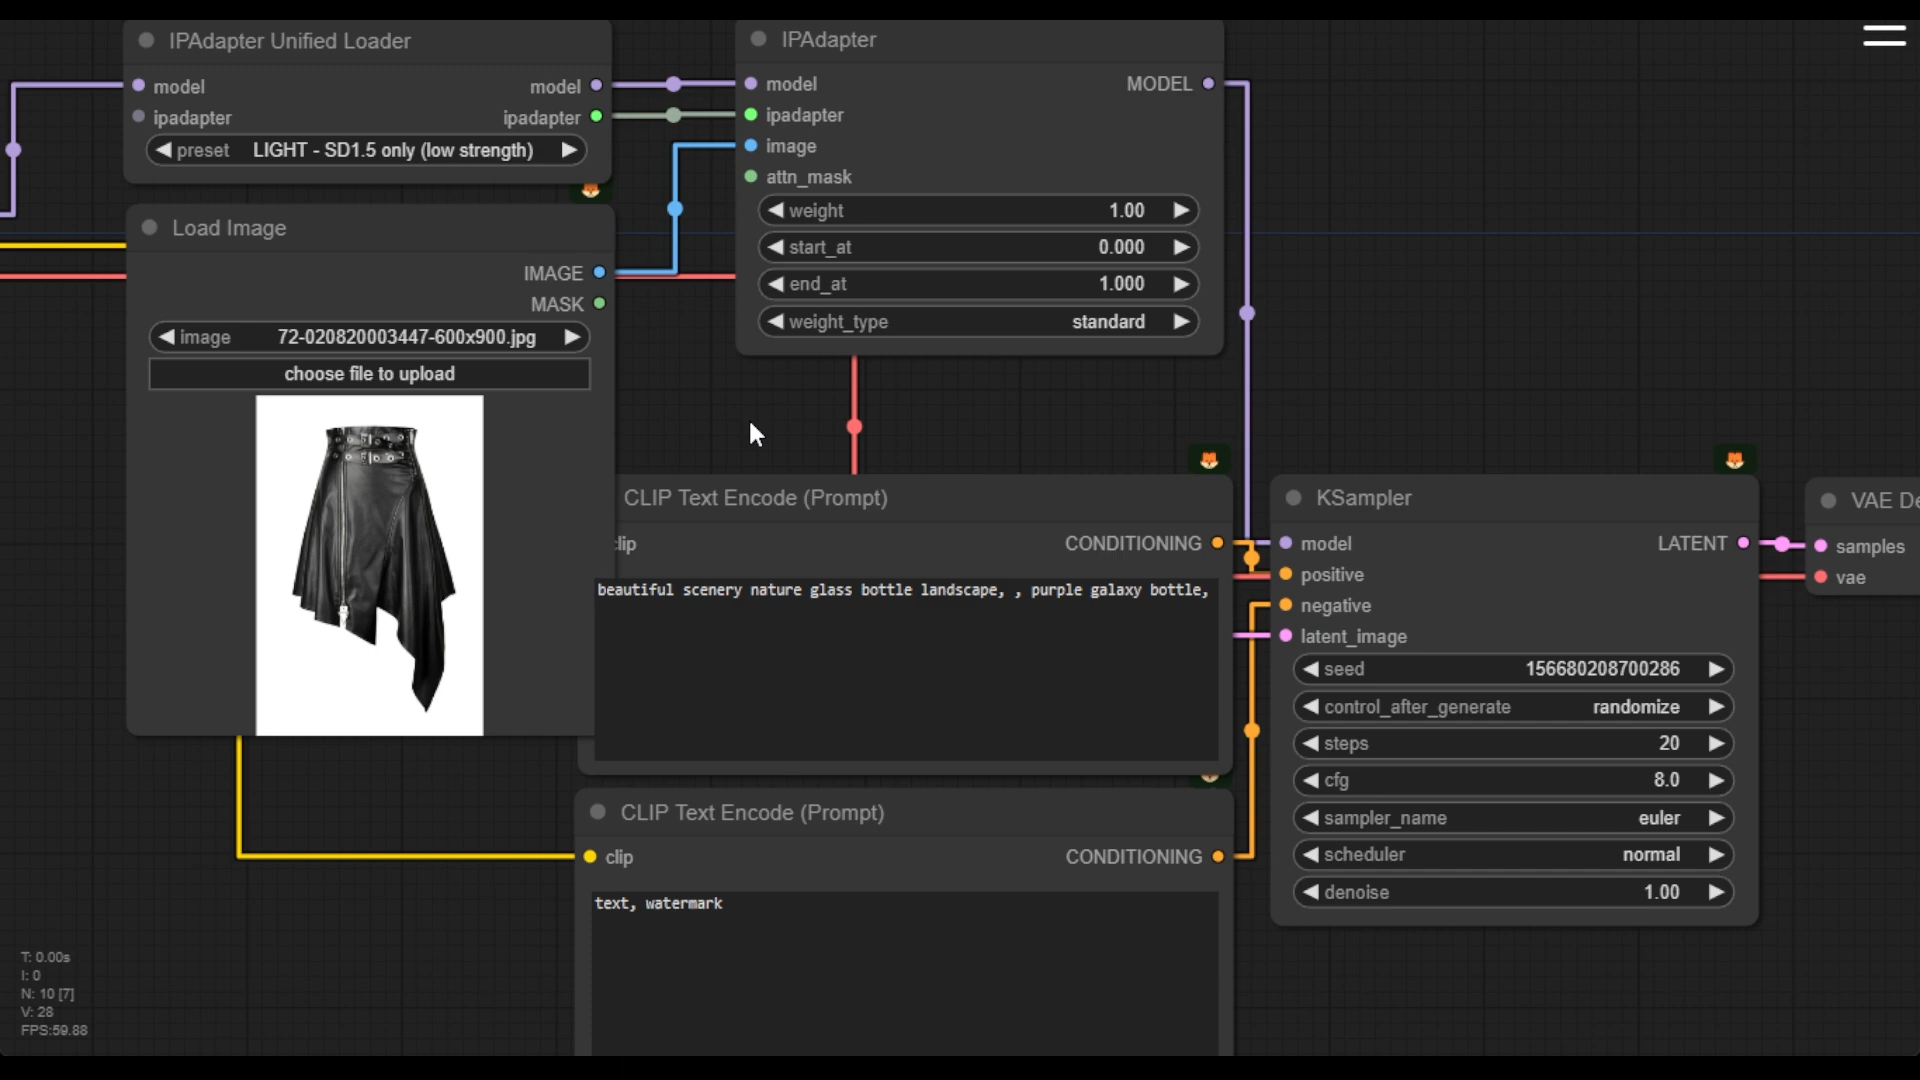 IPAdapter Unified Loader
model model
ipadapter ipadapter
preset LIGHT - SD1.5 only (low strength)
IPAdapter
model MODEL
ipadapter
image
attn_mask
weight 1.00
start_at 0.000
end_at 1.000
weight_type standard
Load Image
IMAGE
MASK
image 72-020820003447-600x900.jpg
choose file to upload
CLIP Text Encode (Prompt)
clip CONDITIONING
beautiful scenery nature glass bottle landscape, , purple galaxy bottle,
CLIP Text Encode (Prompt)
clip CONDITIONING
text, watermark
KSampler
model LATENT
positive
negative
latent_image
seed 156680208700286
control_after_generate randomize
steps 20
cfg 8.0
sampler_name euler
scheduler normal
denoise 1.00
VAE De
samples
vae
T: 0.00s
I: 0
N: 10 [7]
V: 28
FPS:59.88